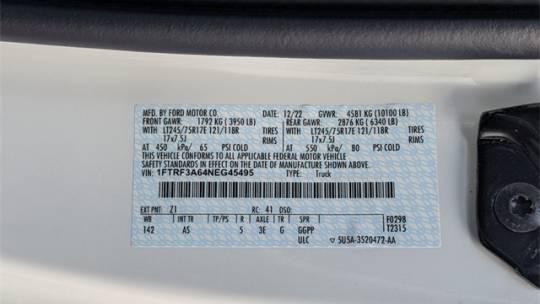 MFD. BY FORD MOTOR CO.
DATE: 12/22 GVWR: 4581 KG (10100 LB)
FRONT GAWR: 1792 KG (3950 LB) REAR GAWR: 2876 KG (6340 LB)
WITH LT245/75R17E 121/118R TIRES WITH LT245/75R17E 121/118R TIRES
17x7.5J RIMS 17x7.5J RIMS
AT 450 kPa/ 65 PSI COLD AT 550 kPa/ 80 PSI COLD
THIS VEHICLE CONFORMS TO ALL APPLICABLE FEDERAL MOTOR VEHICLE
SAFETY STANDARDS IN EFFECT ON THE DATE OF MANUFACTURE SHOWN ABOVE.
VIN: 1FTRF3A64NEG45495 TYPE: Truck
EXT PNT: Z1 RC: 41 DSO: F0298
WB INT TR TP/PS R AXLE TR SPR T2315
142 AS 5 3E G GGPP
ULC 5U5A-3520472-AA